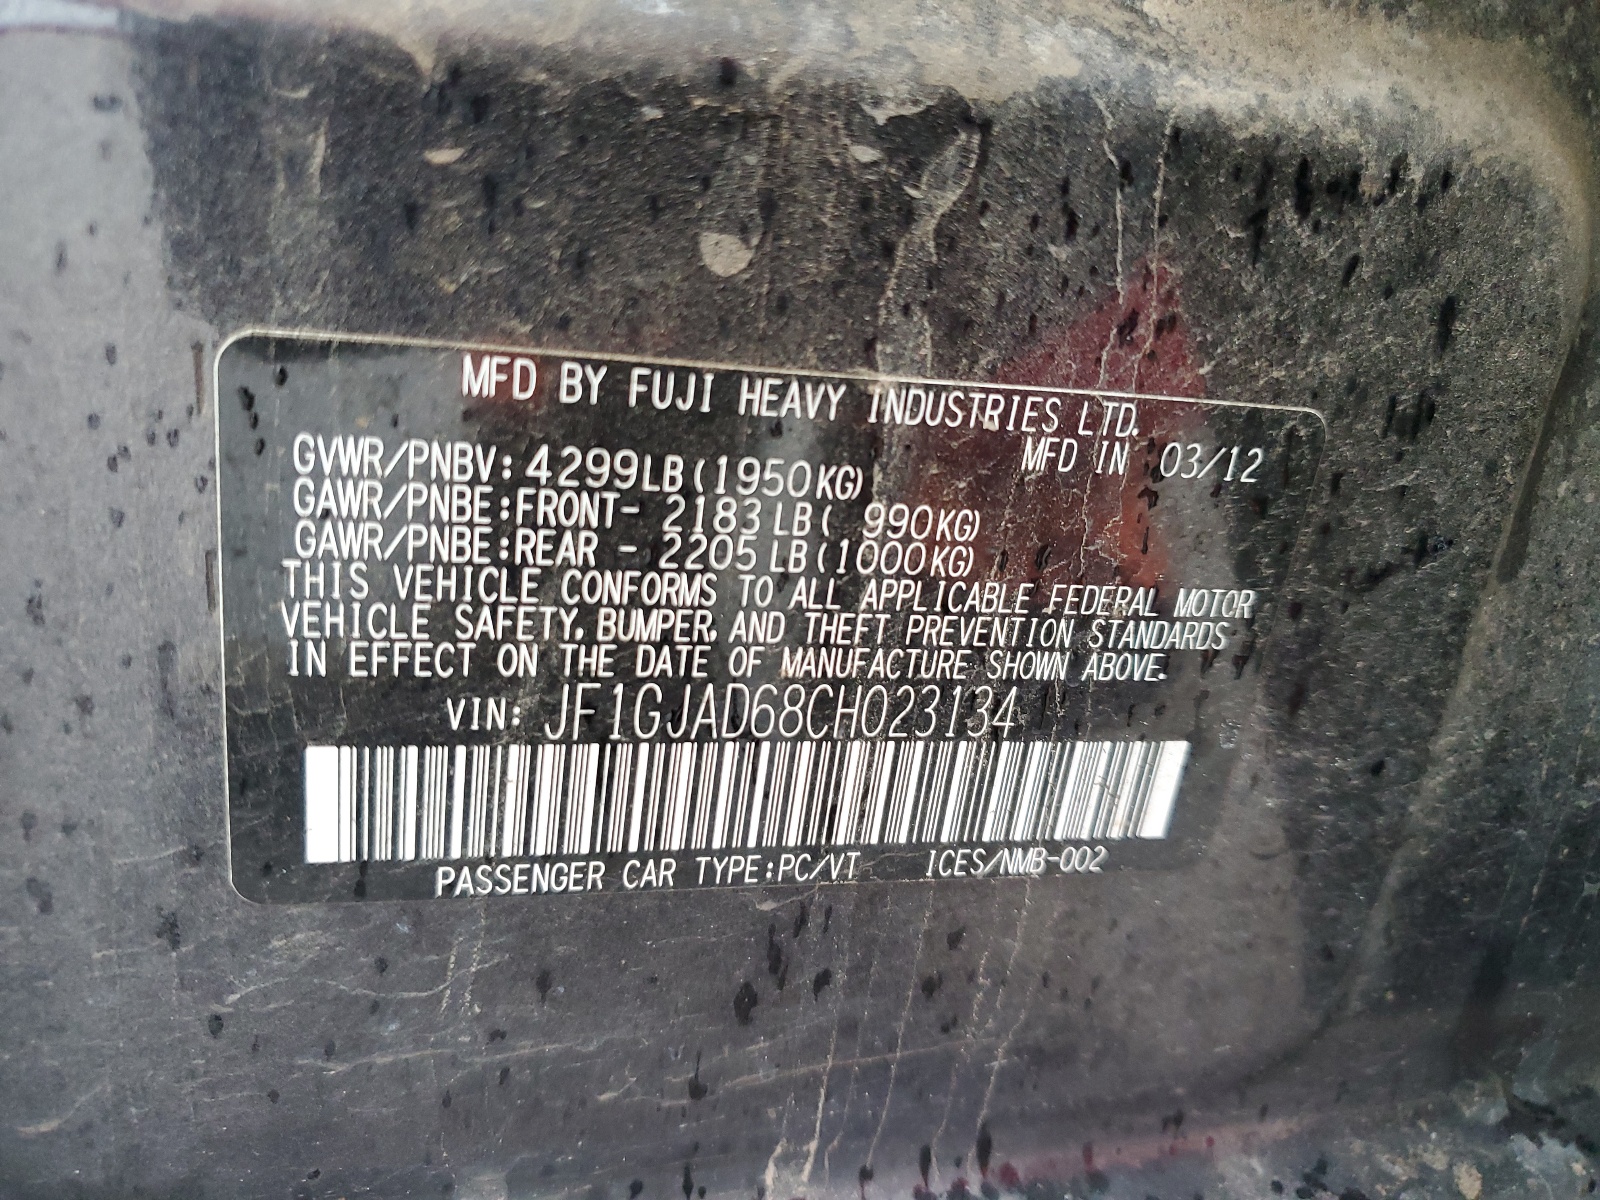 MFD BY FUJI HEAVY INDUSTRIES LTD.
MFD IN 03/12
GVWR/PNBV:4299LB(1950KG)
GAWR/PNBE:FRONT- 2183LB( 990KG)
GAWR/PNBE:REAR - 2205LB(1000KG)
THIS VEHICLE CONFORMS TO ALL APPLICABLE FEDERAL MOTOR
VEHICLE SAFETY, BUMPER, AND THEFT PREVENTION STANDARDS
IN EFFECT ON THE DATE OF MANUFACTURE SHOWN ABOVE.
VIN: JF1GJAD68CH023134
PASSENGER CAR TYPE:PC/VT ICES/NMB-002